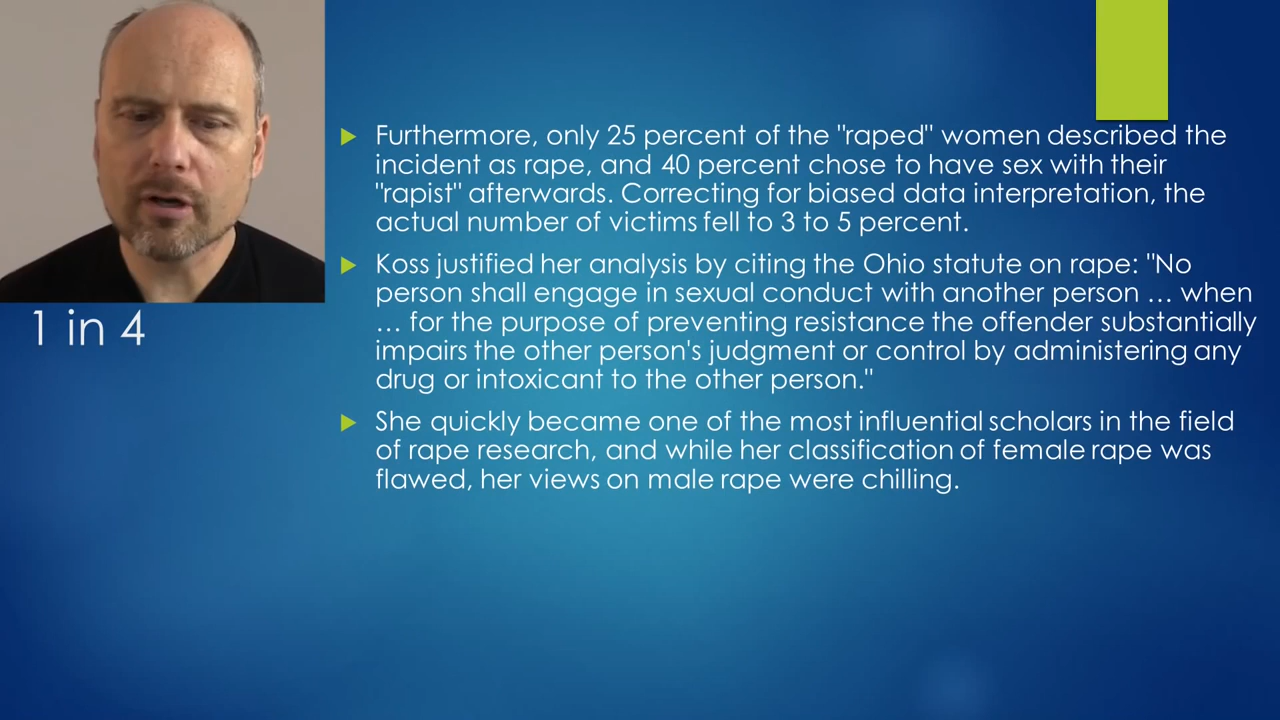 Furthermore, only 25 percent of the "raped" women described the
incident as rape, and 40 percent chose to have sex with their
"rapist" afterwards. Correcting for biased data interpretation, the
actual number of victims fell to 3 to 5 percent.
Koss justified her analysis by citing the Ohio statute on rape: "No
person shall engage in sexual conduct with another person … when
… for the purpose of preventing resistance the offender substantially
impairs the other person's judgment or control by administering any
drug or intoxicant to the other person."
She quickly became one of the most influential scholars in the field
of rape research, and while her classification of female rape was
flawed, her views on male rape were chilling.
1 in 4